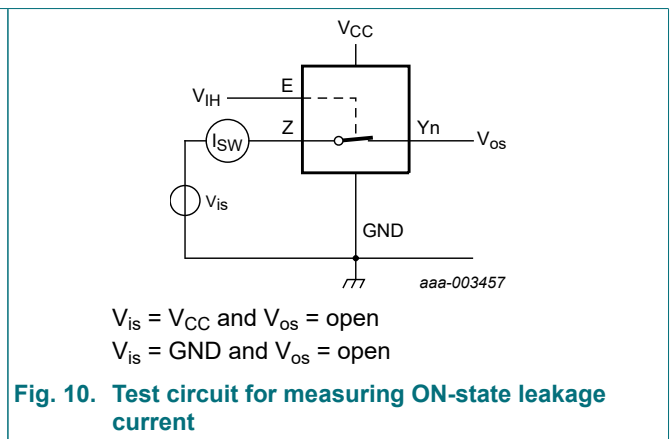 VCC
VIH
E
ISW
Z
Yn
Vos
Vis
GND
aaa-003457
Vis = VCC and Vos = open
Vis = GND and Vos = open
Fig. 10. Test circuit for measuring ON-state leakage
current